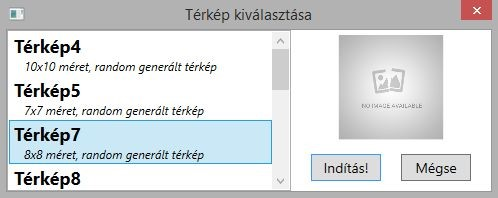 Térkép kiválasztása
Térkép4
10x10 méret, random generált térkép
Térkép5
7x7 méret, random generált térkép
Térkép7
8x8 méret, random generált térkép
Térkép8
NO IMAGE AVAILABLE
Indítás!
Mégse